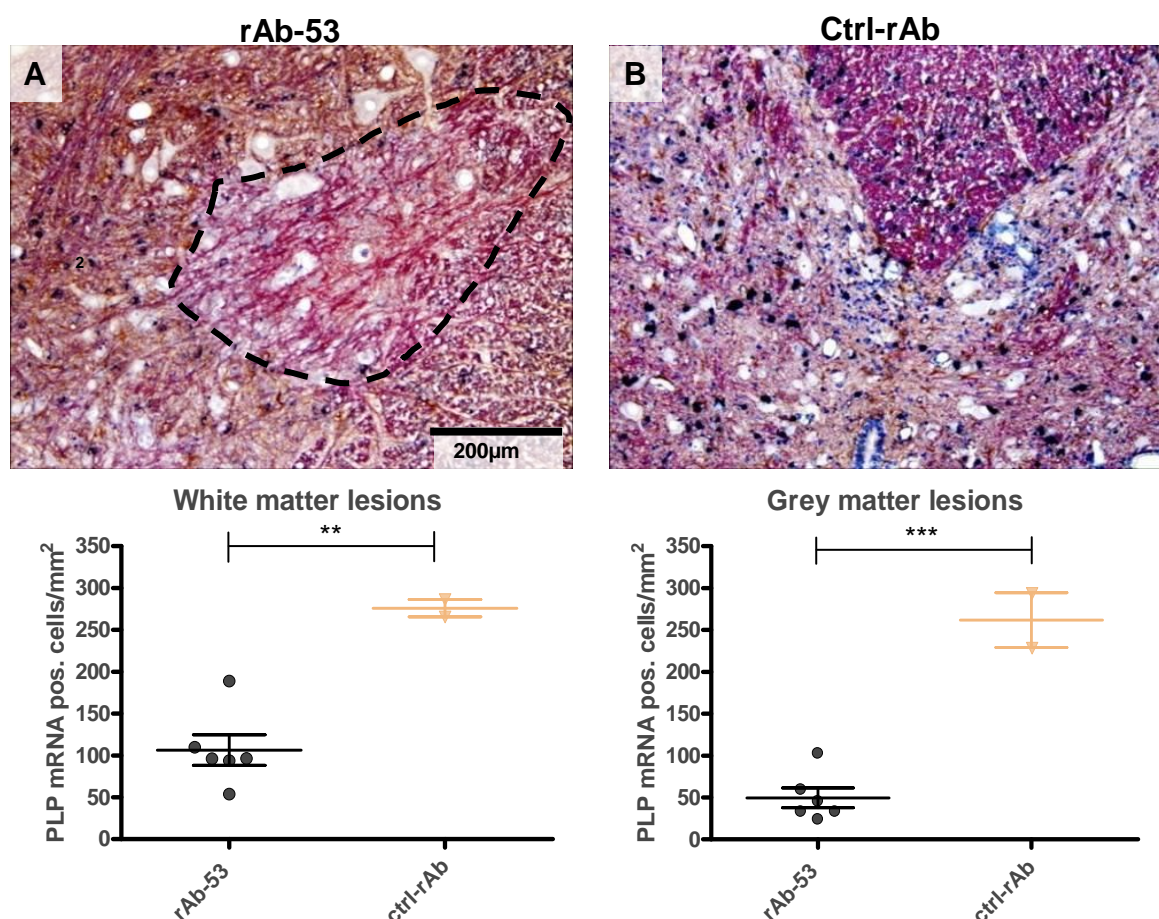 rAb-53
Ctrl-rAb
A
B
2
200µm
White matter lesions
**
PLP mRNA pos. cells/mm²
350
300
250
200
150
100
50
0
rAb-53
ctrl-rAb
Grey matter lesions
***
PLP mRNA pos. cells/mm²
350
300
250
200
150
100
50
0
rAb-53
ctrl-rAb